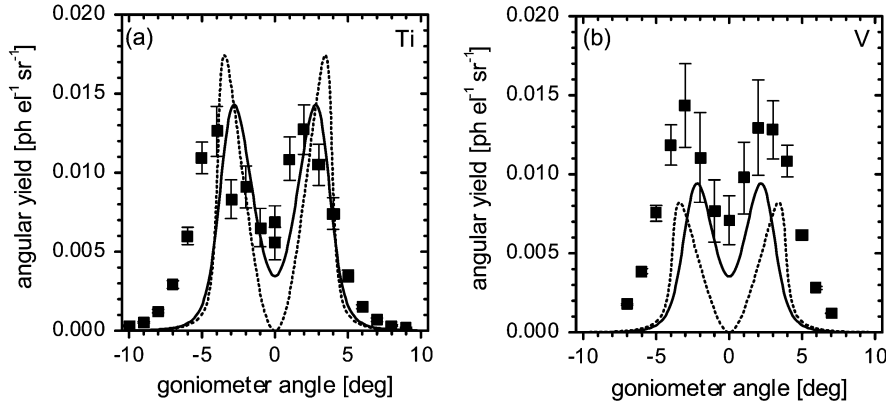 (a) Ti
angular yield [ph el⁻¹ sr⁻¹]
0.020
0.015
0.010
0.005
0.000
-10 -5 0 5 10
goniometer angle [deg]
(b) V
angular yield [ph el⁻¹ sr⁻¹]
0.020
0.015
0.010
0.005
0.000
-10 -5 0 5 10
goniometer angle [deg]